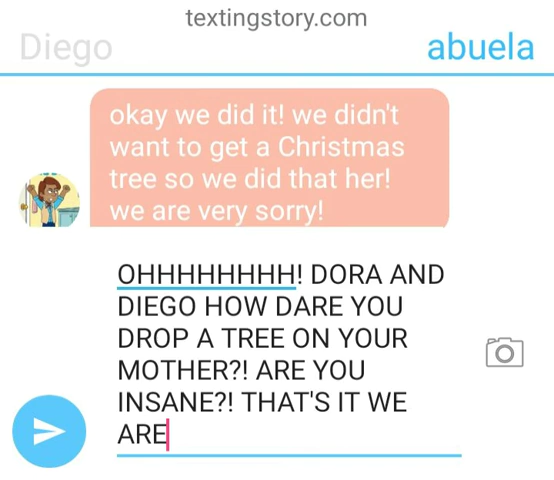 textingstory.com
Diego
abuela
okay we did it! we didn't
want to get a Christmas
tree so we did that her!
we are very sorry!
OHHHHHHHH! DORA AND
DIEGO HOW DARE YOU
DROP A TREE ON YOUR
MOTHER?! ARE YOU
INSANE?! THAT'S IT WE
ARE